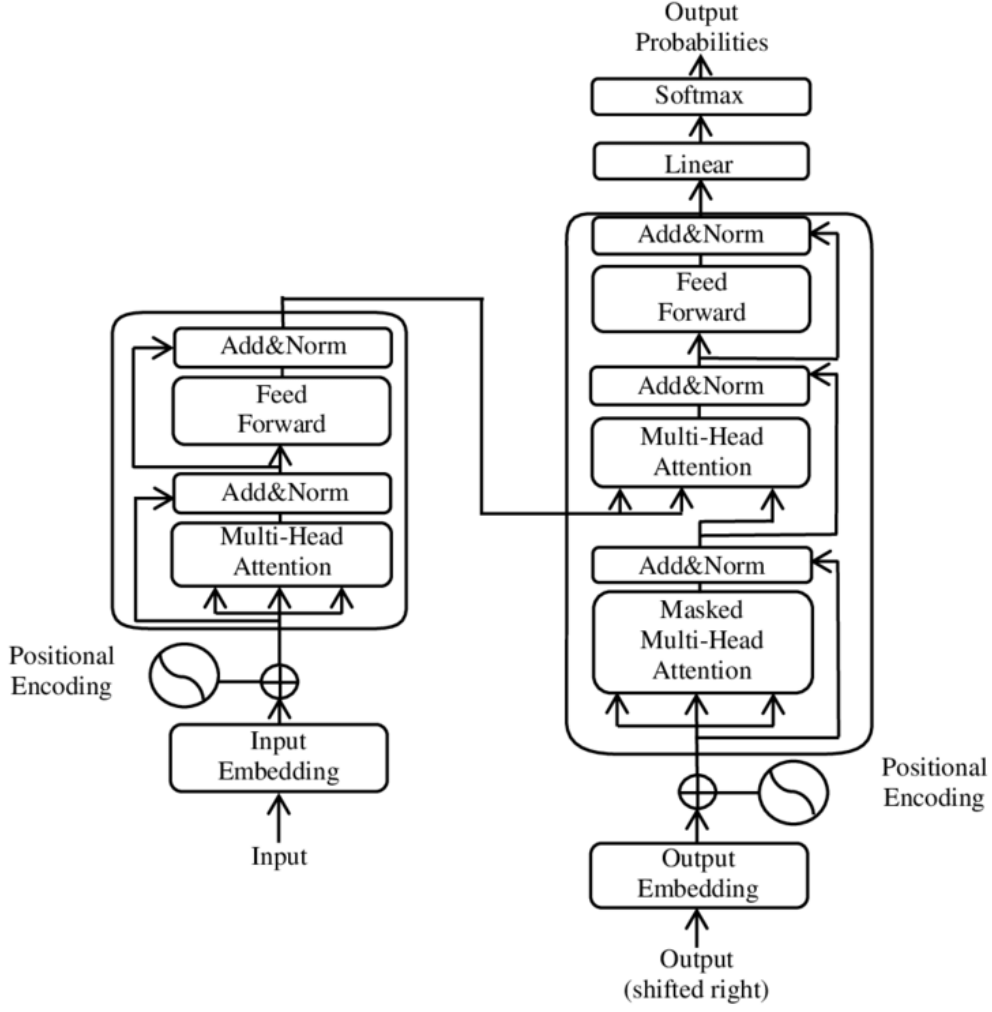 Output
Probabilities
Softmax
Linear
Add&Norm
Feed
Forward
Add&Norm
Multi-Head
Attention
Add&Norm
Masked
Multi-Head
Attention
Positional
Encoding
Output
Embedding
Output
(shifted right)
Add&Norm
Feed
Forward
Add&Norm
Multi-Head
Attention
Positional
Encoding
Input
Embedding
Input